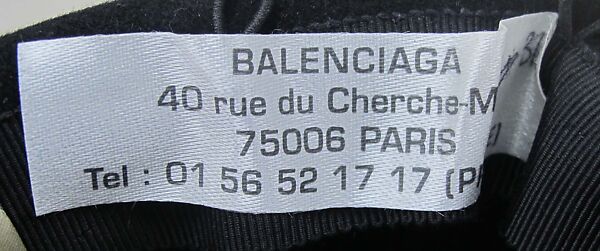 BALENCIAGA
40 rue du Cherche-M
75006 PARIS
Tel : 01 56 52 17 17 (P